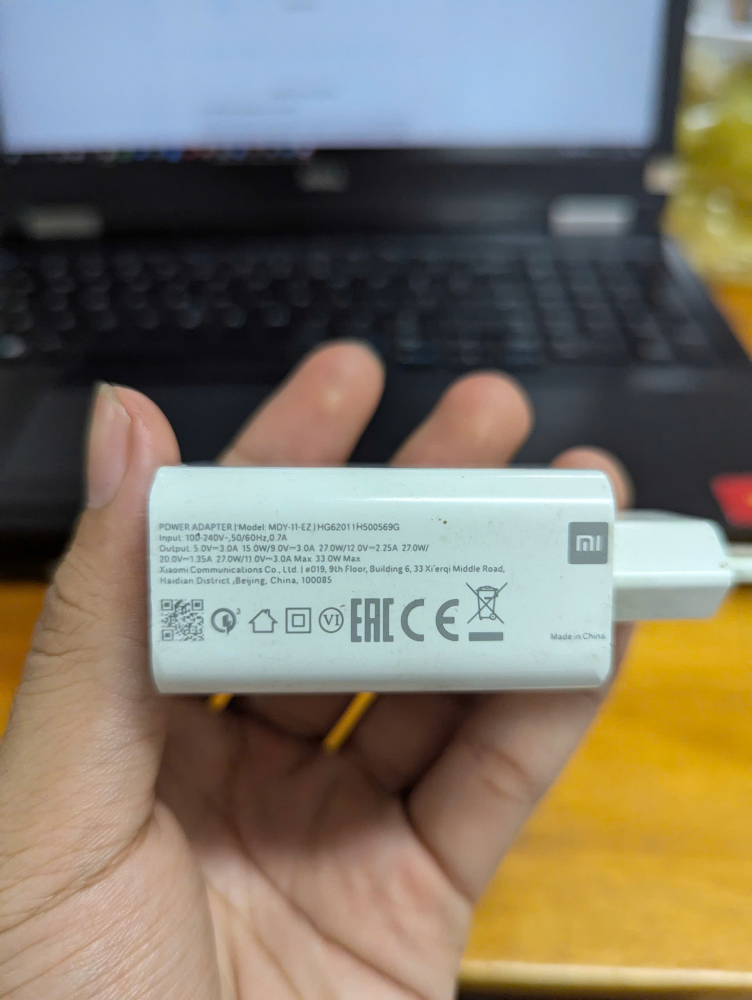 POWER ADAPTER | Model: MDY-11-EZ | HG62011H500569G
Input: 100-240V~,50/60Hz,0.7A
Output: 5.0V⎓3.0A 15.0W/9.0V⎓3.0A 27.0W/12.0V⎓2.25A 27.0W/
20.0V⎓1.35A 27.0W/11.0V⎓3.0A Max 33.0W Max
Xiaomi Communications Co., Ltd. | #019, 9th Floor, Building 6, 33 Xi'erqi Middle Road,
Haidian District ,Beijing, China, 100085
mi
3 VI EAC CE
Made in China